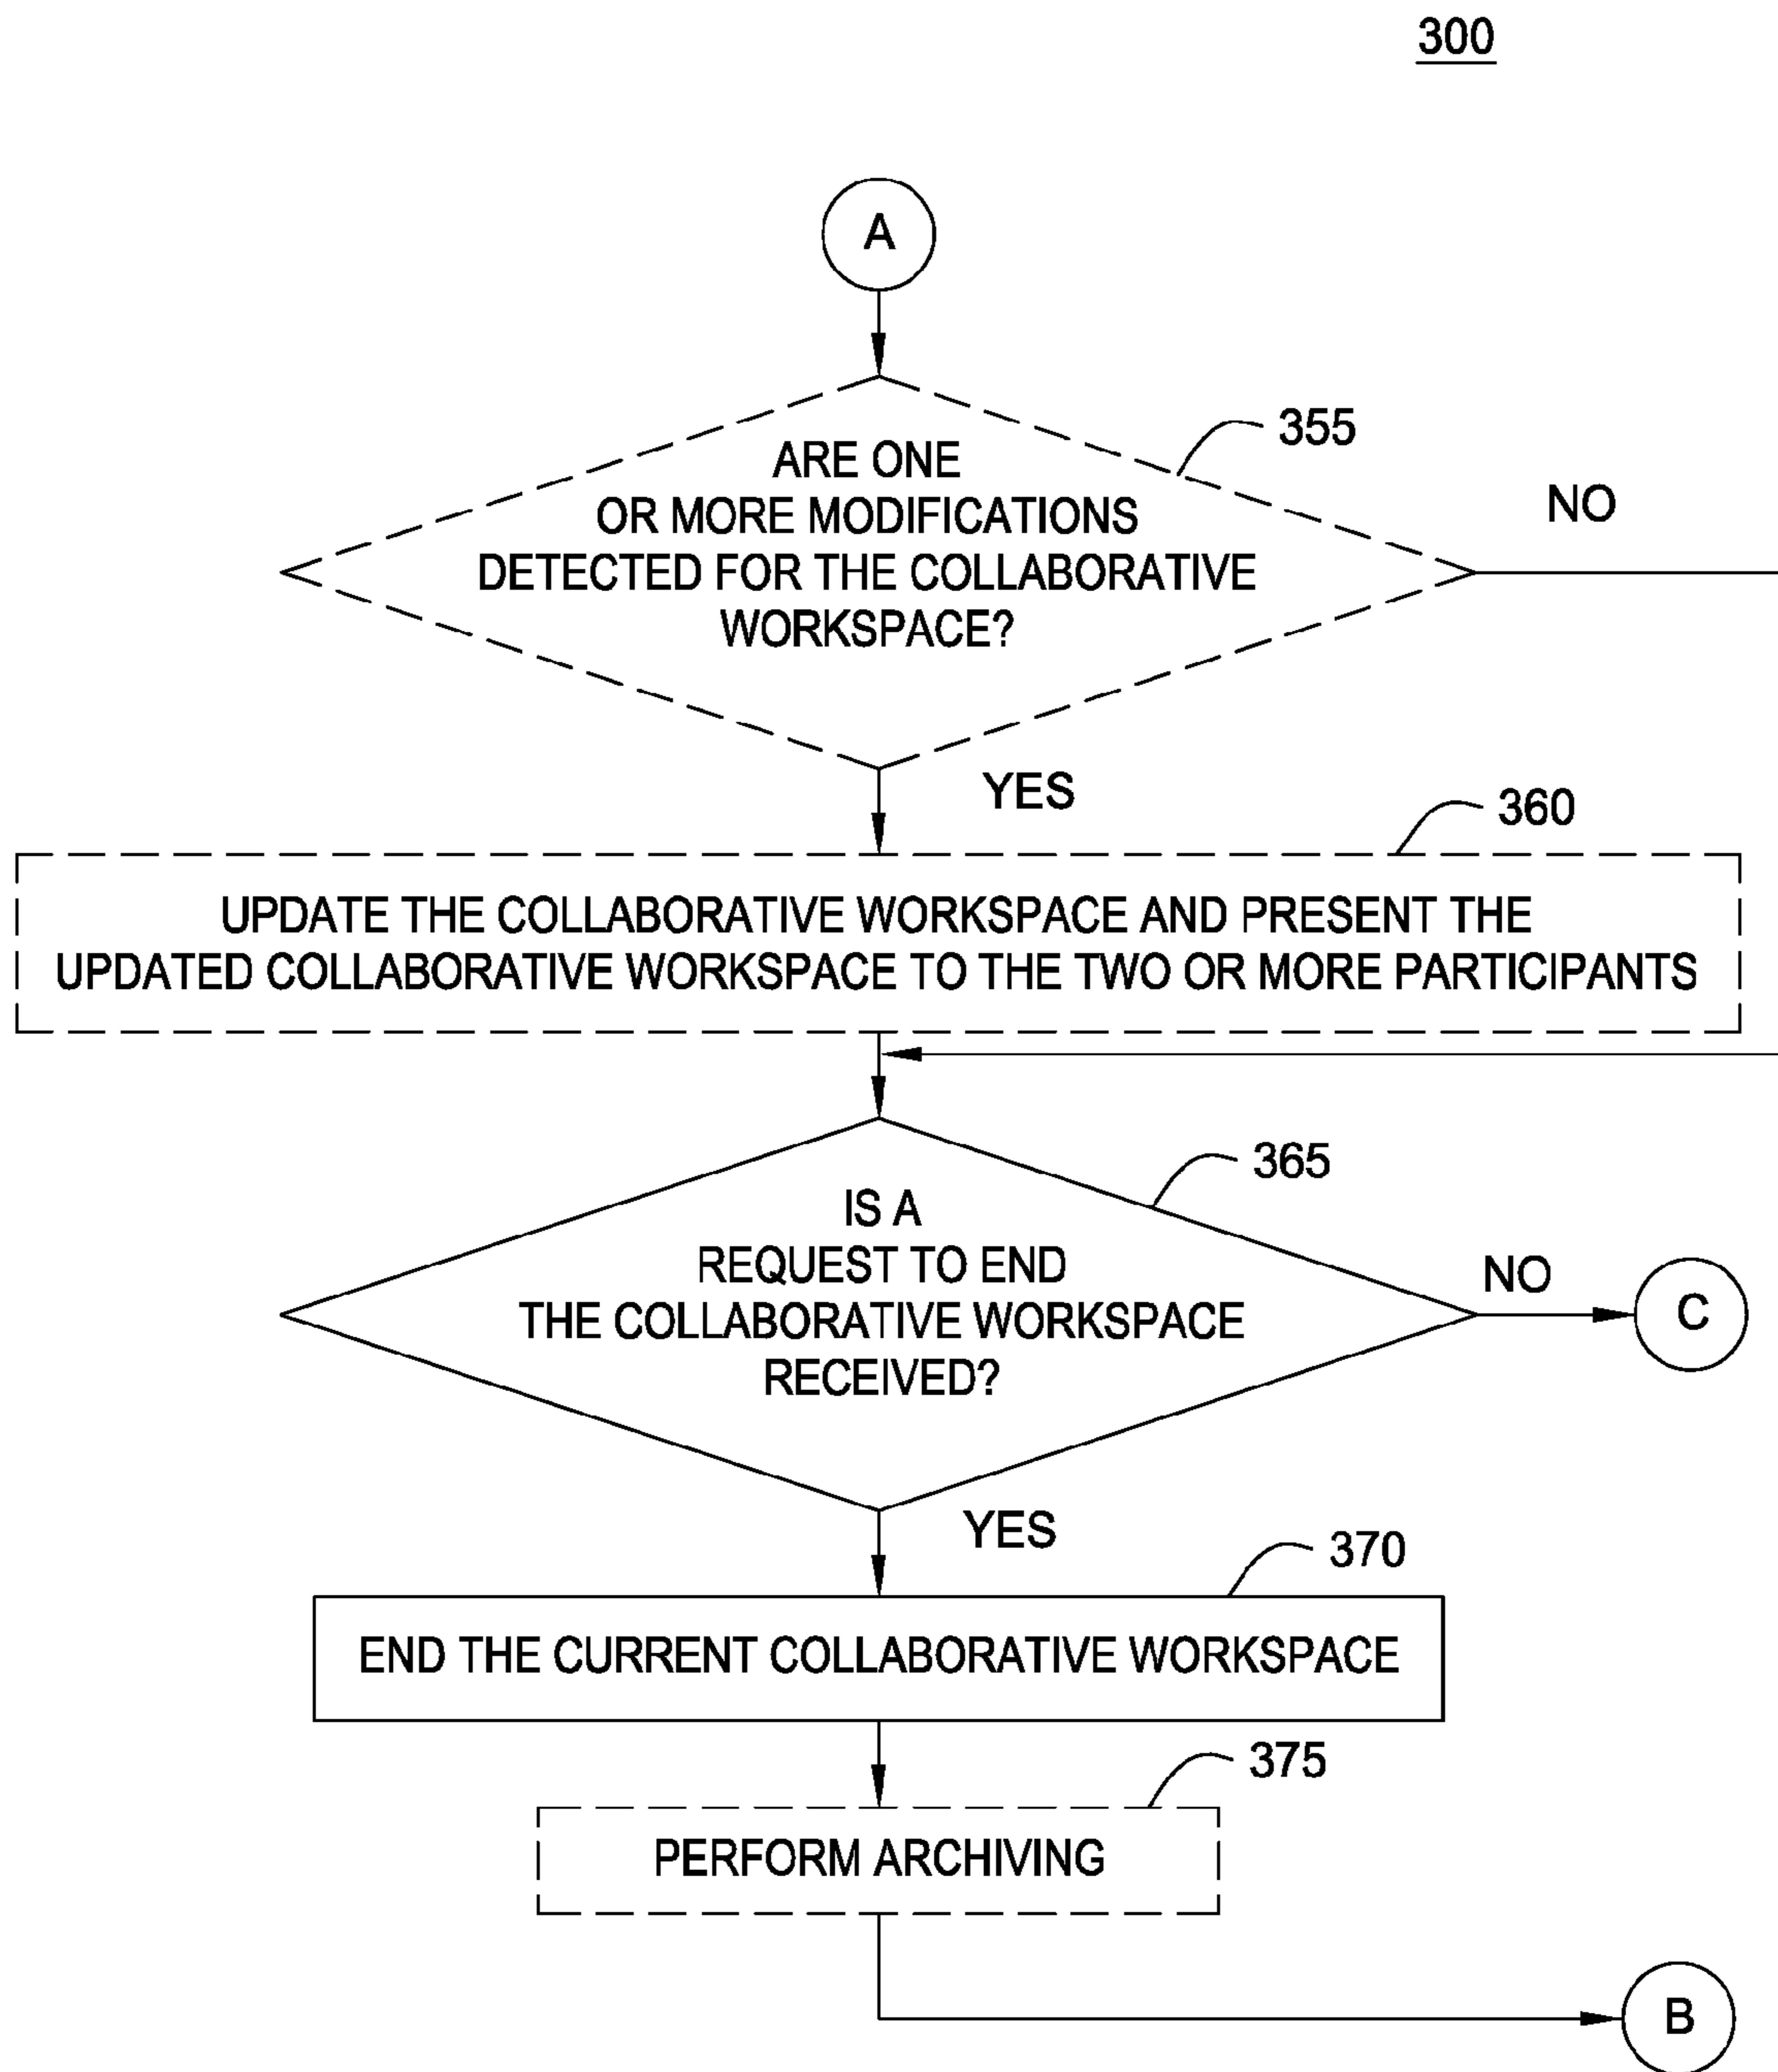 300
A
355
ARE ONE
OR MORE MODIFICATIONS
DETECTED FOR THE COLLABORATIVE
WORKSPACE?
NO
YES
360
UPDATE THE COLLABORATIVE WORKSPACE AND PRESENT THE
UPDATED COLLABORATIVE WORKSPACE TO THE TWO OR MORE PARTICIPANTS
365
IS A
REQUEST TO END
THE COLLABORATIVE WORKSPACE
RECEIVED?
NO
C
YES
370
END THE CURRENT COLLABORATIVE WORKSPACE
375
PERFORM ARCHIVING
B